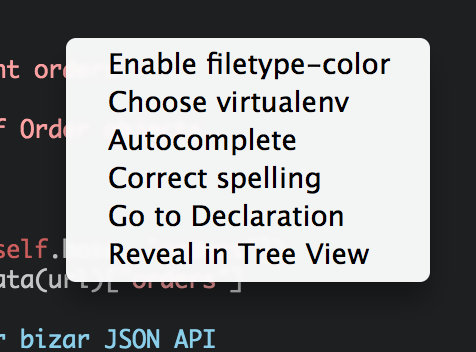 Enable filetype-color
nt ord
Choose virtualenv
f Order
Autocomplete
Correct spelling
Go to Declaration
self.
Reveal in Tree View
ata(url)["orders"]
r bizar JSON API